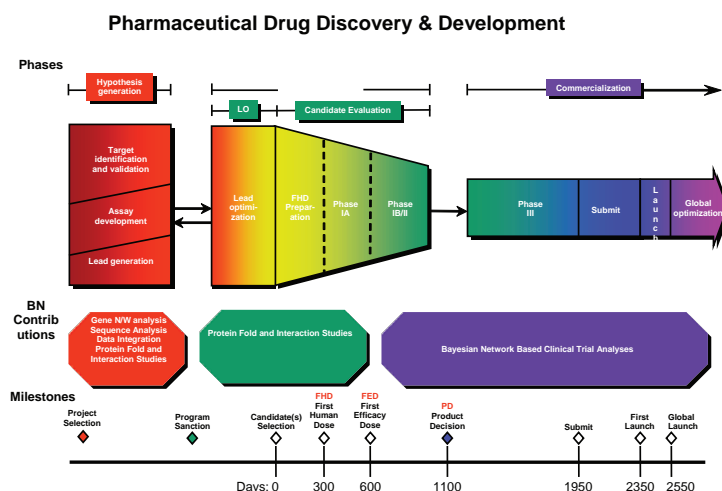 Pharmaceutical Drug Discovery & Development
Phases
Hypothesis
generation
Commercialization
LO
Candidate Evaluation
Target
identification
and validation
Assay
development
Lead generation
Lead
optimi-
zation
FHD
Prepar-
ation
Phase
IA
Phase
IB/II
Phase
III
Submit
L
a
u
n
c
h
Global
optimization
BN
Contrib
utions
Gene N/W analysis
Sequence Analysis
Data Integration
Protein Fold and
Interaction Studies
Protein Fold and Interaction Studies
Bayesian Network Based Clinical Trial Analyses
Milestones
Project
Selection
Program
Sanction
Candidate(s)
Selection
FHD
First
Human
Dose
FED
First
Efficacy
Dose
PD
Product
Decision
Submit
First
Launch
Global
Launch
Days: 0
300
600
1100
1950
2350
2550